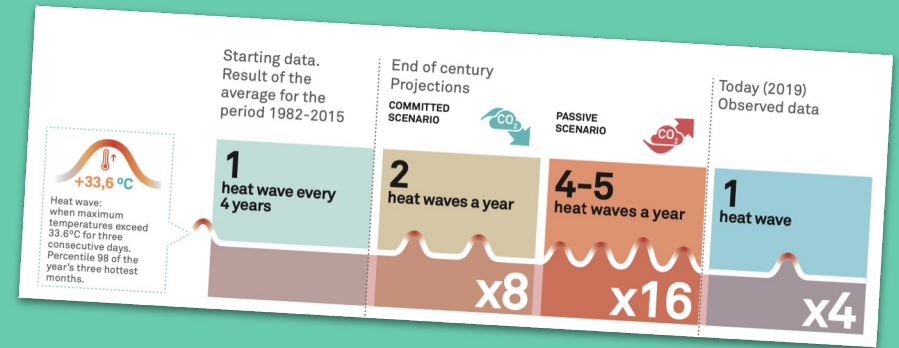 Starting data.
Result of the
average for the
period 1982-2015
End of century
Projections
COMMITTED
SCENARIO
CO2
PASSIVE
SCENARIO
CO2
Today (2019)
Observed data
+33,6 ºC
Heat wave:
when maximum
temperatures exceed
33.6ºC for three
consecutive days.
Percentile 98 of the
year's three hottest
months.
1
heat wave every
4 years
2
heat waves a year
x8
4-5
heat waves a year
x16
1
heat wave
x4